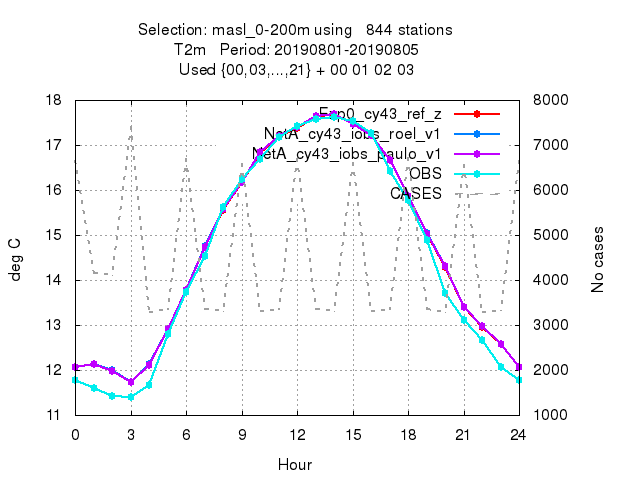 Selection: masl_0-200m using   844 stations
T2m   Period: 20190801-20190805
Used {00,03,...,21} + 00 01 02 03
18 8000
Exp0_cy43_ref_z
17 NetA_cy43_iobs_roel_v1 7000
NetA_cy43_iobs_paulo_v1
OBS
16 CASES 6000
15 5000
deg C
No cases
14 4000
13 3000
12 2000
11 1000
0 3 6 9 12 15 18 21 24
Hour